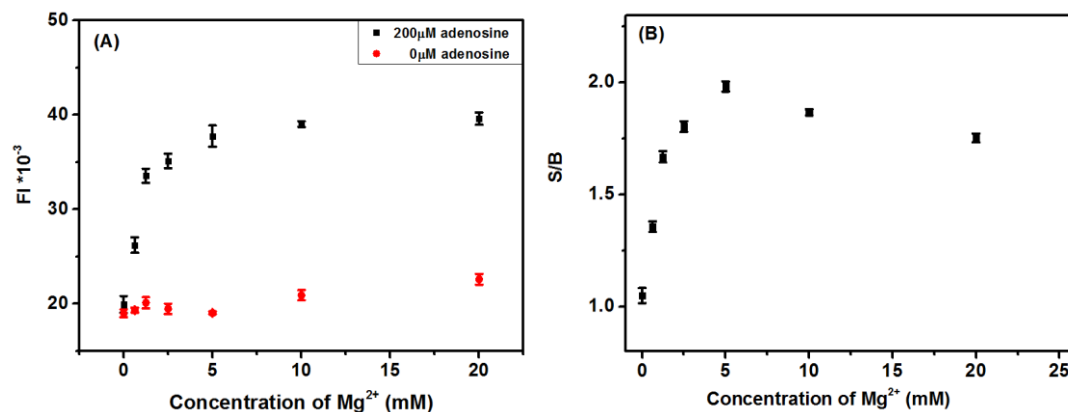 (A)
200μM adenosine
0μM adenosine
50
40
30
20
FI *10⁻³
0 5 10 15 20
Concentration of Mg²⁺ (mM)
(B)
2.0
1.5
1.0
S/B
0 5 10 15 20 25
Concentration of Mg²⁺ (mM)